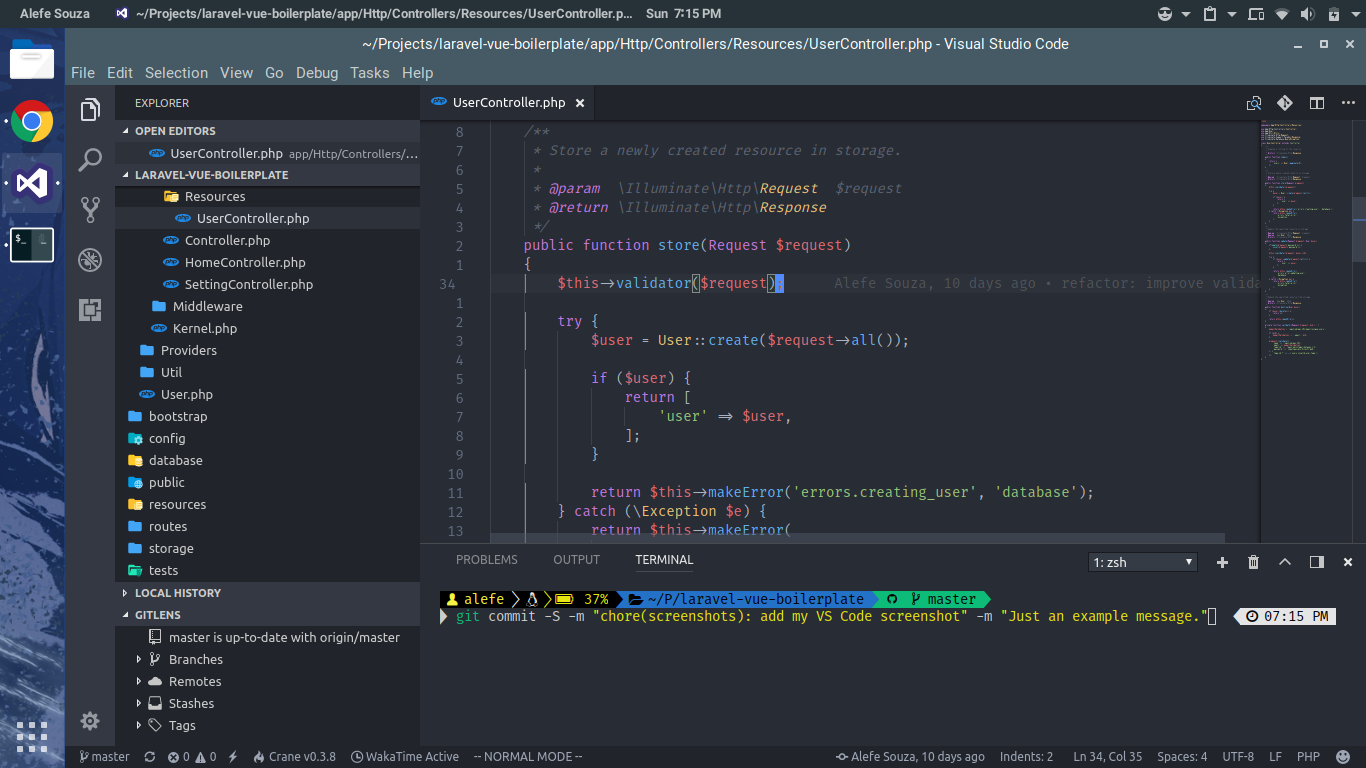 Alefe Souza
~/Projects/laravel-vue-boilerplate/app/Http/Controllers/Resources/UserController.p...
Sun 7:15 PM
~/Projects/laravel-vue-boilerplate/app/Http/Controllers/Resources/UserController.php - Visual Studio Code
File Edit Selection View Go Debug Tasks Help
EXPLORER
OPEN EDITORS
UserController.php app/Http/Controllers/...
LARAVEL-VUE-BOILERPLATE
Resources
UserController.php
Controller.php
HomeController.php
SettingController.php
Middleware
Kernel.php
Providers
Util
User.php
bootstrap
config
database
public
resources
routes
storage
tests
LOCAL HISTORY
GITLENS
master is up-to-date with origin/master
Branches
Remotes
Stashes
Tags
UserController.php
8 /**
7 * Store a newly created resource in storage.
6 *
5 * @param \Illuminate\Http\Request $request
4 * @return \Illuminate\Http\Response
3 */
2 public function store(Request $request)
1 {
34 $this->validator($request); Alefe Souza, 10 days ago • refactor: improve valida
1
2 try {
3 $user = User::create($request->all());
4
5 if ($user) {
6 return [
7 'user' => $user,
8 ];
9 }
10
11 return $this->makeError('errors.creating_user', 'database');
12 } catch (\Exception $e) {
13 return $this->makeError(
PROBLEMS OUTPUT TERMINAL
1: zsh
alefe 37% ~/P/laravel-vue-boilerplate master
git commit -S -m "chore(screenshots): add my VS Code screenshot" -m "Just an example message." 07:15 PM
master 0 0 Crane v0.3.8 WakaTime Active -- NORMAL MODE -- Alefe Souza, 10 days ago Indents: 2 Ln 34, Col 35 Spaces: 4 UTF-8 LF PHP